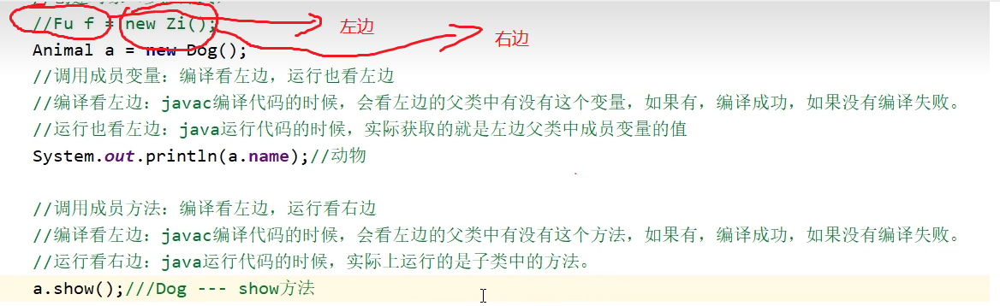 //Fu f = new Zi();
左边
右边
Animal a = new Dog();
//调用成员变量：编译看左边，运行也看左边
//编译看左边：javac编译代码的时候，会看左边的父类中有没有这个变量，如果有，编译成功，如果没有编译失败。
//运行也看左边：java运行代码的时候，实际获取的就是左边父类中成员变量的值
System.out.println(a.name);//动物
//调用成员方法：编译看左边，运行看右边
//编译看左边：javac编译代码的时候，会看左边的父类中有没有这个方法，如果有，编译成功，如果没有编译失败。
//运行看右边：java运行代码的时候，实际上运行的是子类中的方法。
a.show();///Dog --- show方法